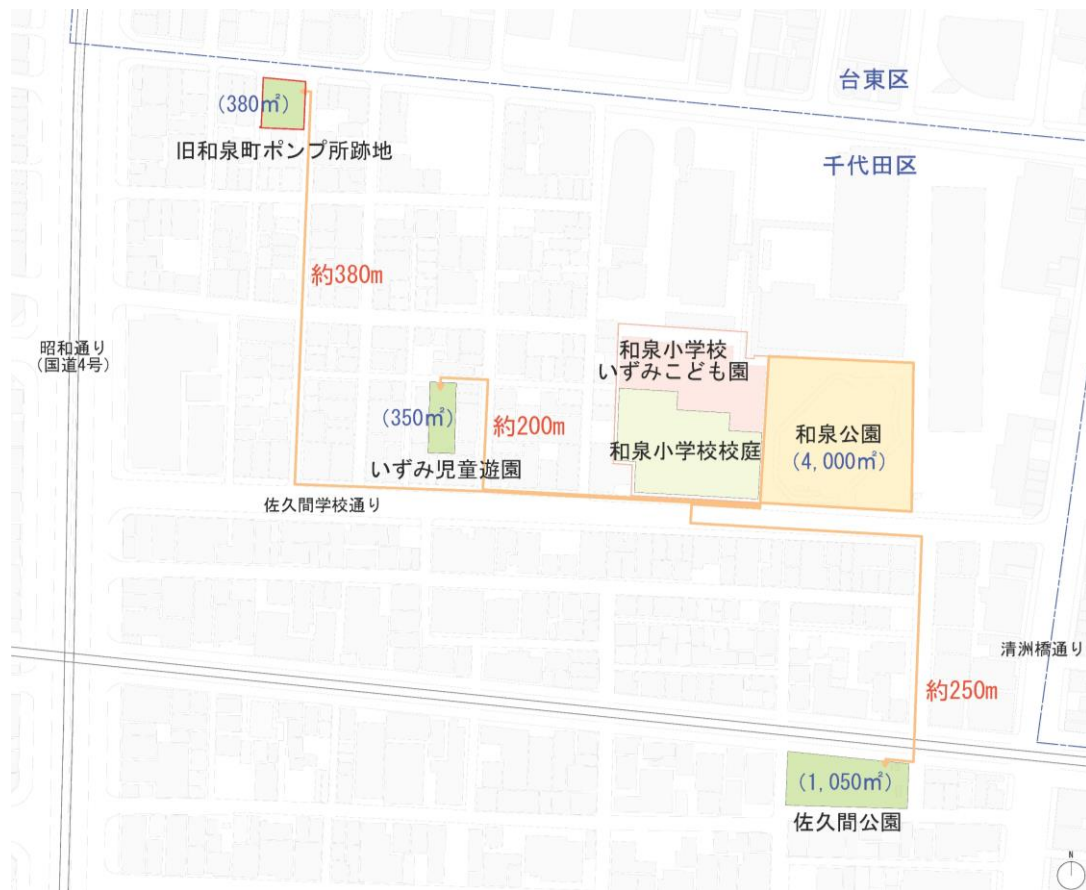 台東区
(380㎡)
旧和泉町ポンプ所跡地
千代田区
約380m
昭和通り
(国道4号)
和泉小学校
いずみこども園
(350㎡)
約200m
いずみ児童遊園
和泉小学校校庭
和泉公園
(4,000㎡)
佐久間学校通り
清洲橋通り
約250m
(1,050㎡)
佐久間公園
N